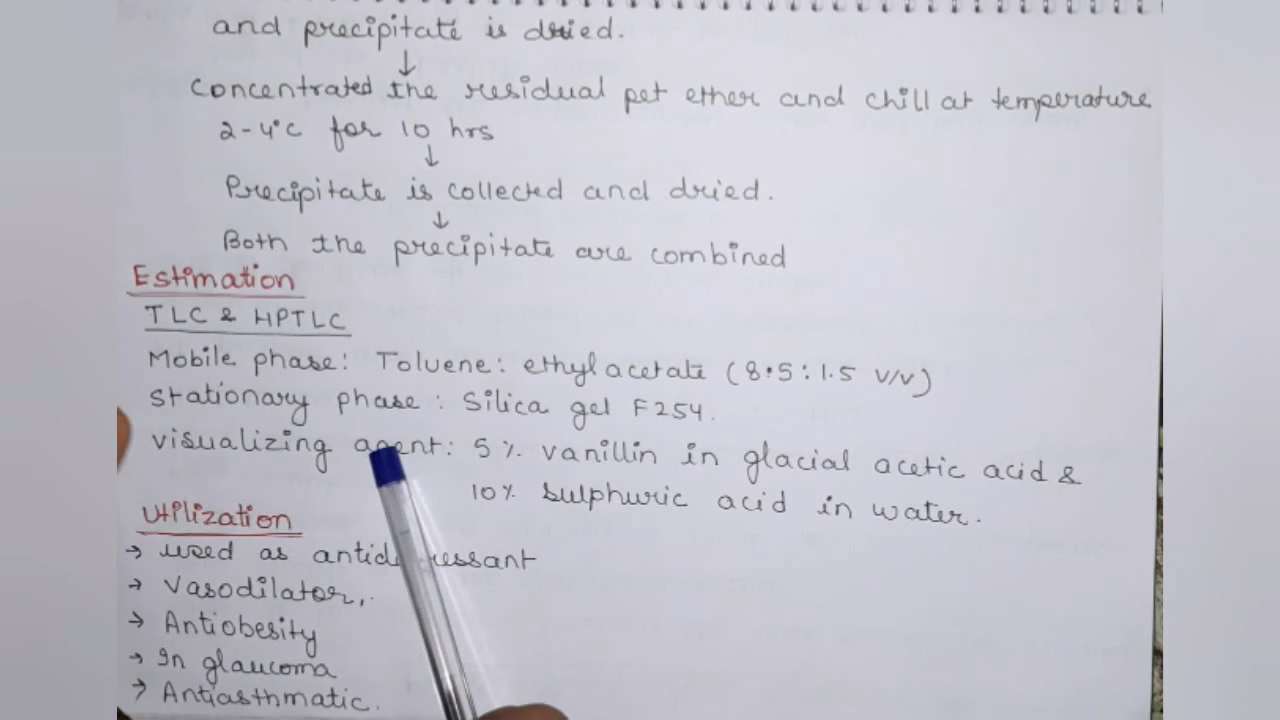 and precipitate is dried.
↓
Concentrated the residual pet ether and chill at temperature
2-4°C for 10 hrs
↓
Precipitate is collected and dried.
↓
Both the precipitate are combined
Estimation
TLC & HPTLC
Mobile phase: Toluene: ethyl acetate (8.5:1.5 v/v)
Stationary phase: Silica gel F254.
Visualizing agent: 5% vanillin in glacial acetic acid &
10% Sulphuric acid in water.
Utilization
→ used as antidepressant
→ Vasodilator,.
→ Antiobesity
→ In glaucoma
→ Antiasthmatic.